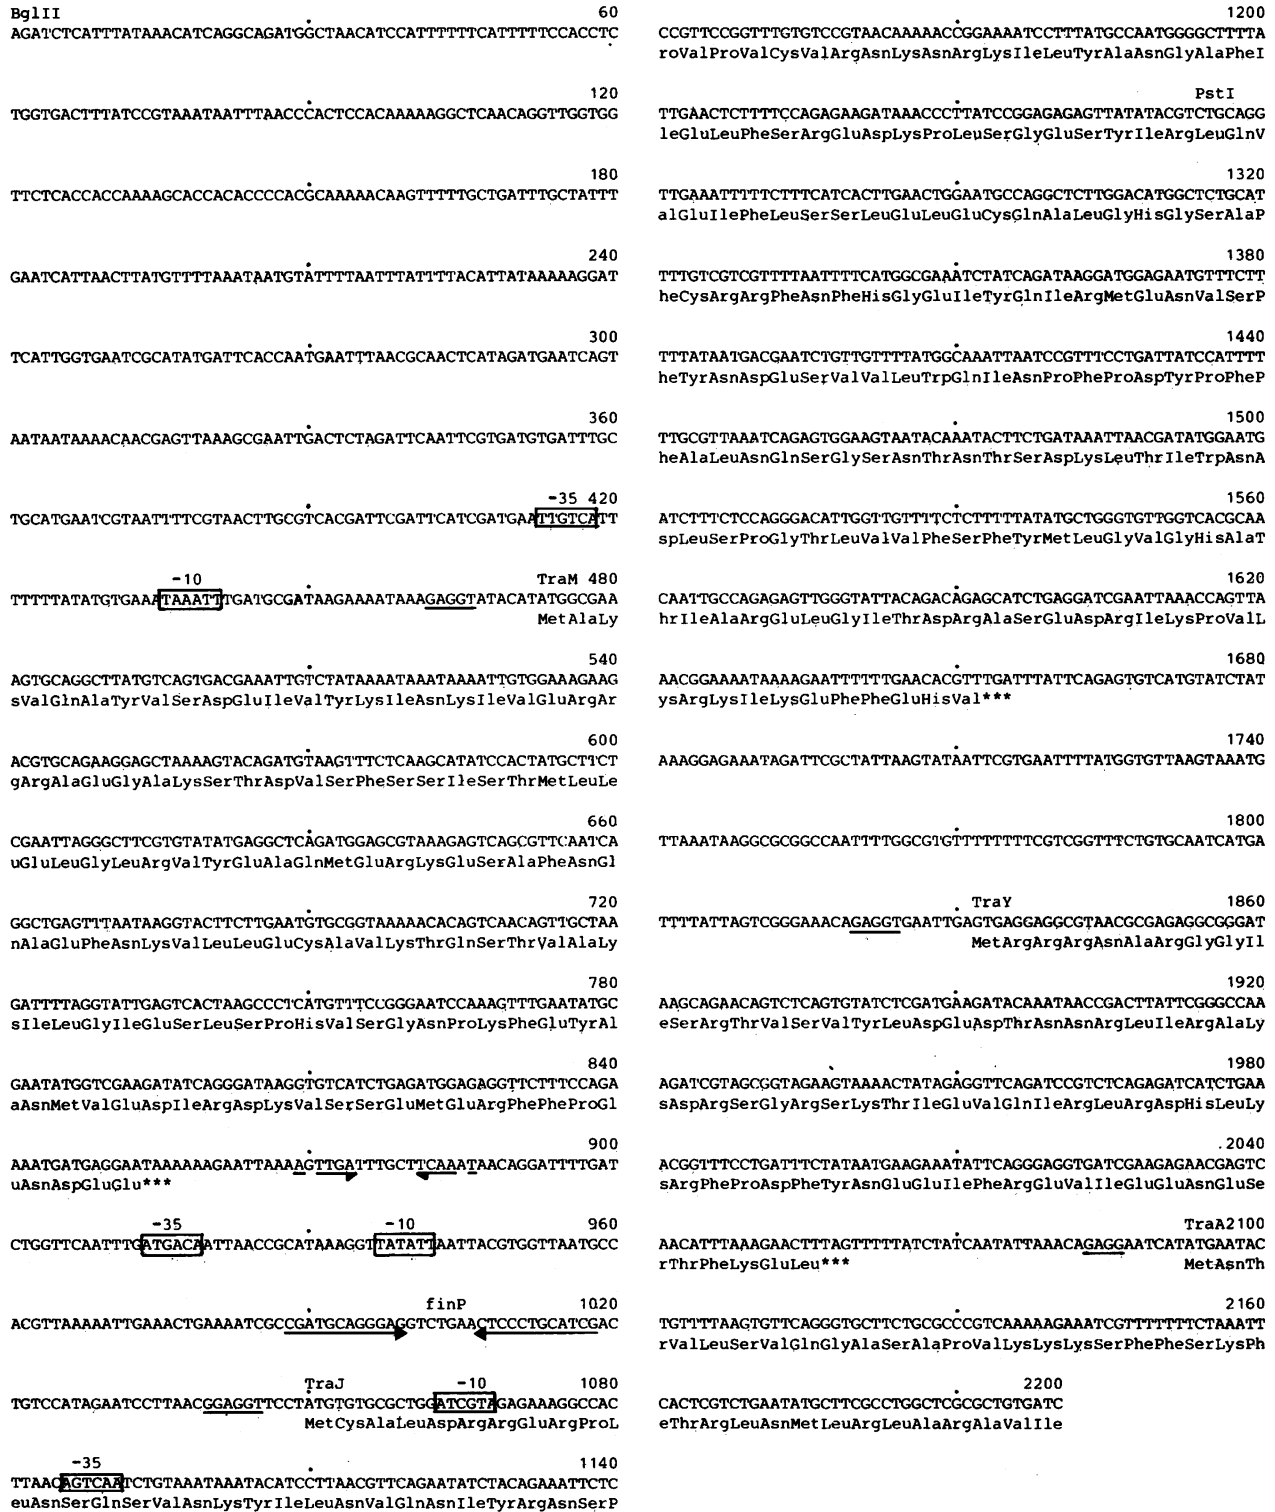 BglII 60
AGATCTCATTTATAAACATCAGGCAGATGGCTAACATCCATTTTTTCATTTTTCCACCTC
120
TGGTGACTTTATCCGTAAATAATTTAACCCACTCCACAAAAAGGCTCAACAGGTTGGTGG
180
TTCTCACCACCAAAAGCACCACACCCCACGCAAAAACAAGTTTTTGCTGATTTGCTATTT
240
GAATCATTAACTTATGTTTTAAATAATGTATTTTAATTTATTTTACATTATAAAAAGGAT
300
TCATTGGTGAATCGCATATGATTCACCAATGAATTTAACGCAACTCATAGATGAATCAGT
360
AATAATAAAACAACGAGTTAAAGCGAATTGACTCTAGATTCAATTCGTGATGTGATTTGC
-35 420
TGCATGAATCGTAATTTTCGTAACTTGCGTCACGATTCGATTCATCGATGAATTGTCATT
-10 TraM 480
TTTTTATATGTGAAATAAATTTTGATGCGATAAGAAAATAAAGAGGTATACATATGGCGAA
MetAlaLy
540
AGTGCAGGCTTATGTCAGTGACGAAATTGTCTATAAAATAAATAAAATTGTGGAAAGAAG
sValGlnAlaTyrValSerAspGluIleValTyrLysIleAsnLysIleValGluArgAr
600
ACGTGCAGAAGGAGCTAAAAGTACAGATGTAAGTTTCTCAAGCATATCCACTATGCTTCT
gArgAlaGluGlyAlaLysSerThrAspValSerPheSerSerIleSerThrMetLeuLe
660
CGAATTAGGGCTTCGTGTATATGAGGCTCAGATGGAGCGTAAAGAGTCAGCGTTCAATCA
uGluLeuGlyLeuArgValTyrGluAlaGlnMetGluArgLysGluSerAlaPheAsnGl
720
GGCTGAGTTTAATAAGGTACTTCTTGAATGTGCGGTAAAAACACAGTCAACAGTTGCTAA
nAlaGluPheAsnLysValLeuLeuGluCysAlaValLysThrGlnSerThrValAlaLy
780
GATTTTAGGTATTGAGTCACTAAGCCCTCATGTTTCCGGGAATCCAAAGTTTGAATATGC
sIleLeuGlyIleGluSerLeuSerProHisValSerGlyAsnProLysPheGluTyrAl
840
GAATATGGTCGAAGATATCAGGGATAAGGTGTCATCTGAGATGGAGAGGTTCTTTCCAGA
aAsnMetValGluAspIleArgAspLysValSerSerGluMetGluArgPhePheProGl
900
AAATGATGAGGAATAAAAAAGAATTAAAAGTTGATTTGCTTCAAATAACAGGATTTTGAT
uAsnAspGluGlu***
-35 -10 960
CTGGTTCAATTTGATGACAATTAACCGCATAAAGGTTATATTAATTACGTGGTTAATGCC
finP 1020
ACGTTAAAAATTGAAACTGAAAATCGCCGATGCAGGGAGGTCTGAACTCCCTGCATCGAC
TraJ -10 1080
TGTCCATAGAATCCTTAACGGAGGTTCCTATGTGTGCGCTGGATCGTAGAGAAAGGCCAC
MetCysAlaLeuAspArgArgGluArgProL
-35 1140
TTAACAGTCAATCTGTAAATAAATACATCCTTAACGTTCAGAATATCTACAGAAATTCTC
euAsnSerGlnSerValAsnLysTyrIleLeuAsnValGlnAsnIleTyrArgAsnSerP
1200
CCGTTCCGGTTTGTGTCCGTAACAAAAACCGGAAAATCCTTTATGCCAATGGGGCTTTTA
roValProValCysValArgAsnLysAsnArgLysIleLeuTyrAlaAsnGlyAlaPheI
PstI
TTGAACTCTTTTCCAGAGAAGATAAACCCTTATCCGGAGAGAGTTATATACGTCTGCAGG
leGluLeuPheSerArgGluAspLysProLeuSerGlyGluSerTyrIleArgLeuGlnV
1320
TTGAAATTTTTCTTTCATCACTTGAACTGGAATGCCAGGCTCTTGGACATGGCTCTGCAT
alGluIlePheLeuSerSerLeuGluLeuGluCysGlnAlaLeuGlyHisGlySerAlaP
1380
TTTGTCGTCGTTTTAATTTTCATGGCGAAATCTATCAGATAAGGATGGAGAATGTTTCTT
heCysArgArgPheAsnPheHisGlyGluIleTyrGlnIleArgMetGluAsnValSerP
1440
TTTATAATGACGAATCTGTTGTTTTATGGCAAATTAATCCGTTTCCTGATTATCCATTTT
heTyrAsnAspGluSerValValLeuTrpGlnIleAsnProPheProAspTyrProPheP
1500
TTGCGTTAAATCAGAGTGGAAGTAATACAAATACTTCTGATAAATTAACGATATGGAATG
heAlaLeuAsnGlnSerGlySerAsnThrAsnThrSerAspLysLeuThrIleTrpAsnA
1560
ATCTTTCTCCAGGGACATTGGTTGTTTTCTCTTTTTATATGCTGGGTGTTGGTCACGCAA
spLeuSerProGlyThrLeuValValPheSerPheTyrMetLeuGlyValGlyHisAlaT
1620
CAATTGCCAGAGAGTTGGGTATTACAGACAGAGCATCTGAGGATCGAATTAAACCAGTTA
hrIleAlaArgGluLeuGlyIleThrAspArgAlaSerGluAspArgIleLysProValL
1680
AACGGAAAATAAAAGAATTTTTTGAACACGTTTGATTTATTCAGAGTGTCATGTATCTAT
ysArgLysIleLysGluPhePheGluHisVal***
1740
AAAGGAGAAATAGATTCGCTATTAAGTATAATTCGTGAATTTTATGGTGTTAAGTAAATG
1800
TTAAATAAGGCGCGGCCAATTTTGGCGTGTTTTTTTTTCGTCGGTTTCTGTGCAATCATGA
TraY 1860
TTTTATTAGTCGGGAAACAGAGGTGAATTGAGTGAGGAGGCGTAACGCGAGAGGCGGGAT
MetArgArgArgAsnAlaArgGlyGlyIl
1920
AAGCAGAACAGTCTCAGTGTATCTCGATGAAGATACAAATAACCGACTTATTCGGGCCAA
eSerArgThrValSerValTyrLeuAspGluAspThrAsnAsnArgLeuIleArgAlaLy
1980
AGATCGTAGCGGTAGAAGTAAAACTATAGAGGTTCAGATCCGTCTCAGAGATCATCTGAA
sAspArgSerGlyArgSerLysThrIleGluValGlnIleArgLeuArgAspHisLeuLy
.2040
ACGGTTTCCTGATTTCTATAATGAAGAAATATTCAGGGAGGTGATCGAAGAGAACGAGTC
sArgPheProAspPheTyrAsnGluGluIlePheArgGluValIleGluGluAsnGluSe
TraA2100
AACATTTAAAGAACTTTAGTTTTTATCTATCAATATTAAACAGAGGAATCATATGAATAC
rThrPheLysGluLeu*** MetAsnTh
2160
TGTTTTAAGTGTTCAGGGTGCTTCTGCGCCCGTCAAAAAGAAATCGTTTTTTTCTAAATT
rValLeuSerValGlnGlyAlaSerAlaProValLysLysLysSerPhePheSerLysPh
2200
CACTCGTCTGAATATGCTTCGCCTGGCTCGCGCTGTGATC
eThrArgLeuAsnMetLeuArgLeuAlaArgAlaValIle